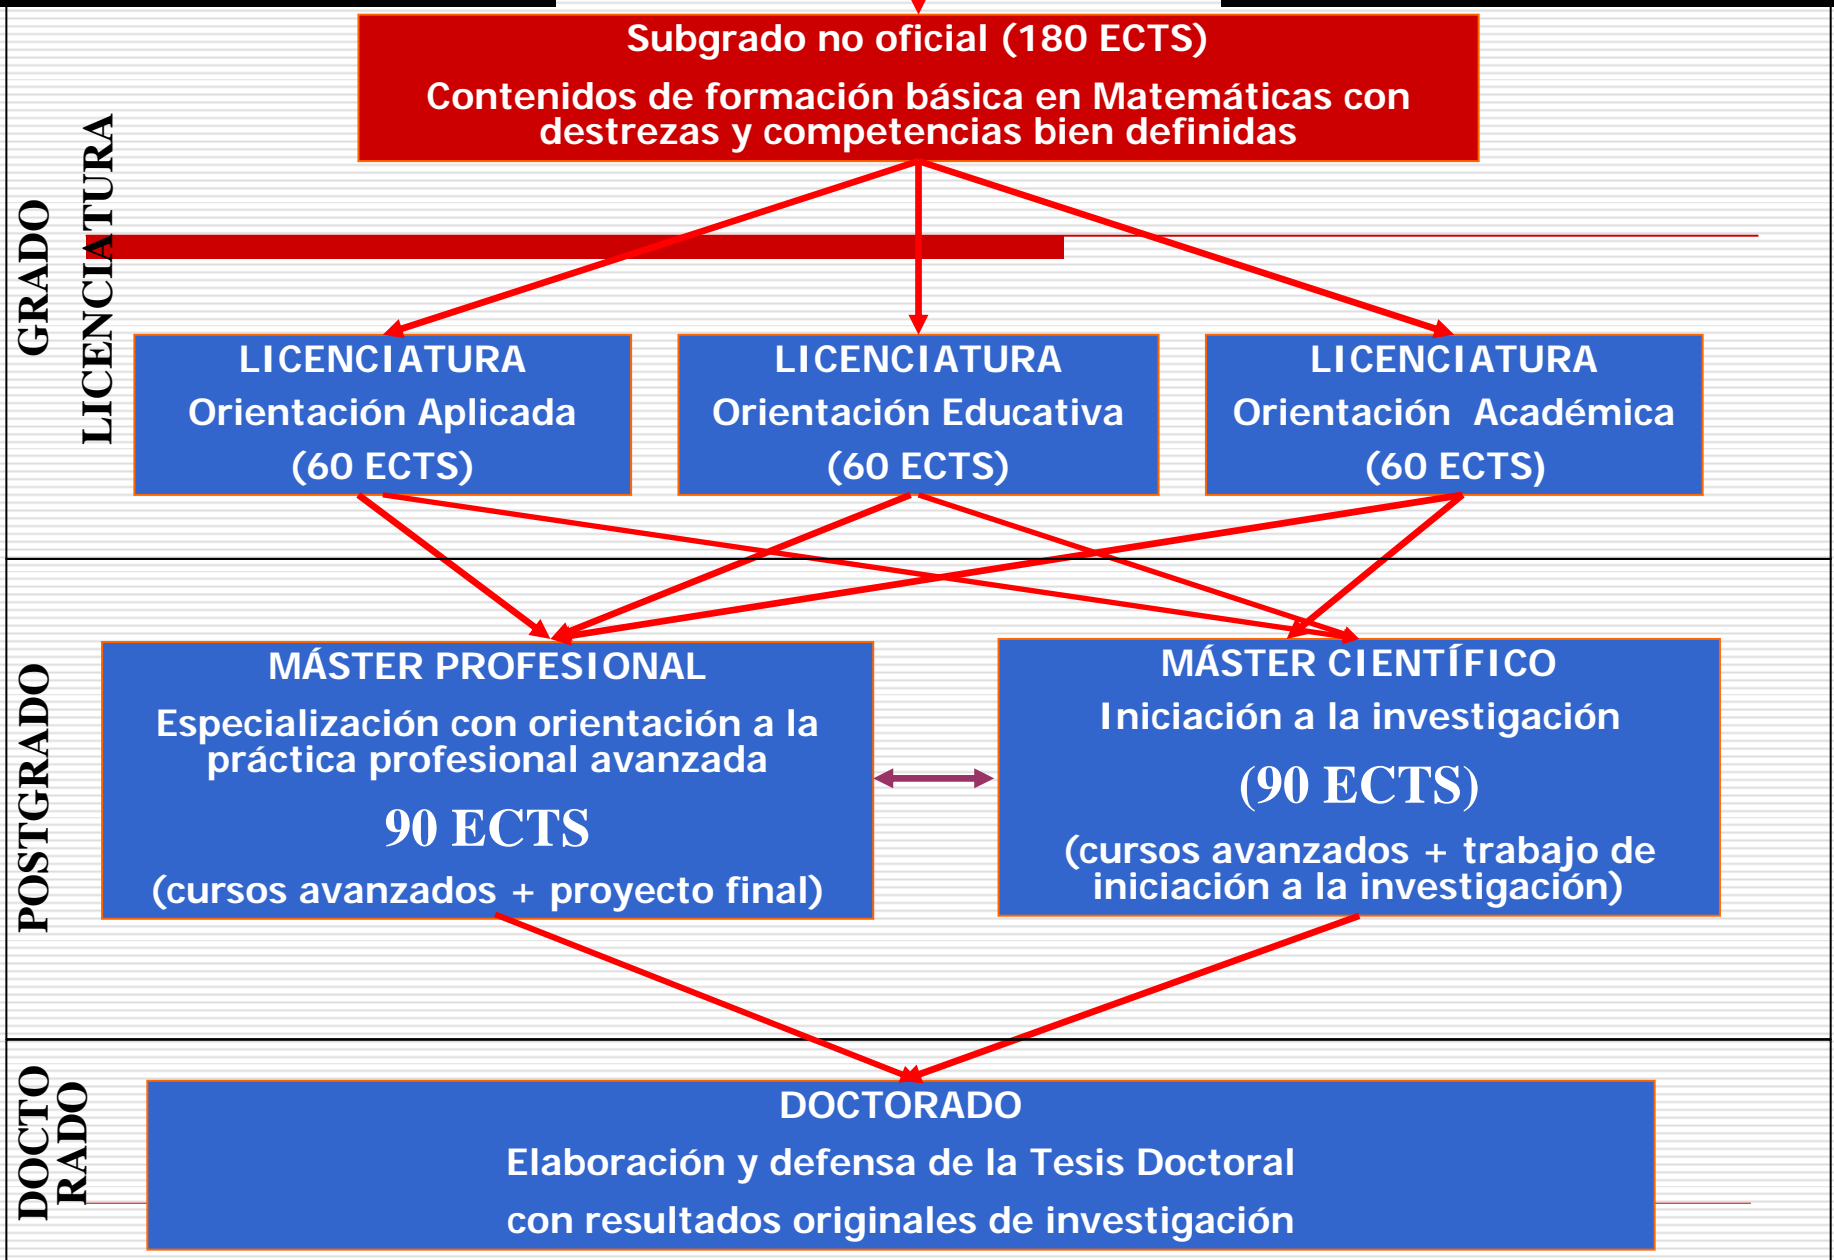 Subgrado no oficial (180 ECTS)
Contenidos de formación básica en Matemáticas con
destrezas y competencias bien definidas
GRADO
LICENCIATURA
LICENCIATURA
Orientación Aplicada
(60 ECTS)
LICENCIATURA
Orientación Educativa
(60 ECTS)
LICENCIATURA
Orientación Académica
(60 ECTS)
POSTGRADO
MÁSTER PROFESIONAL
Especialización con orientación a la
práctica profesional avanzada
90 ECTS
(cursos avanzados + proyecto final)
MÁSTER CIENTÍFICO
Iniciación a la investigación
(90 ECTS)
(cursos avanzados + trabajo de
iniciación a la investigación)
DOCTO
RADO
DOCTORADO
Elaboración y defensa de la Tesis Doctoral
con resultados originales de investigación